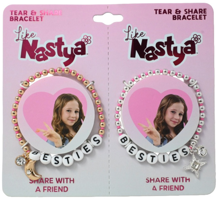 TEAR & SHARE
BRACELET
Like
Nastya
BESTIES
SHARE WITH
A FRIEND
TEAR & SHARE
BRACELET
Like
Nastya
BESTIES
SHARE WITH
A FRIEND